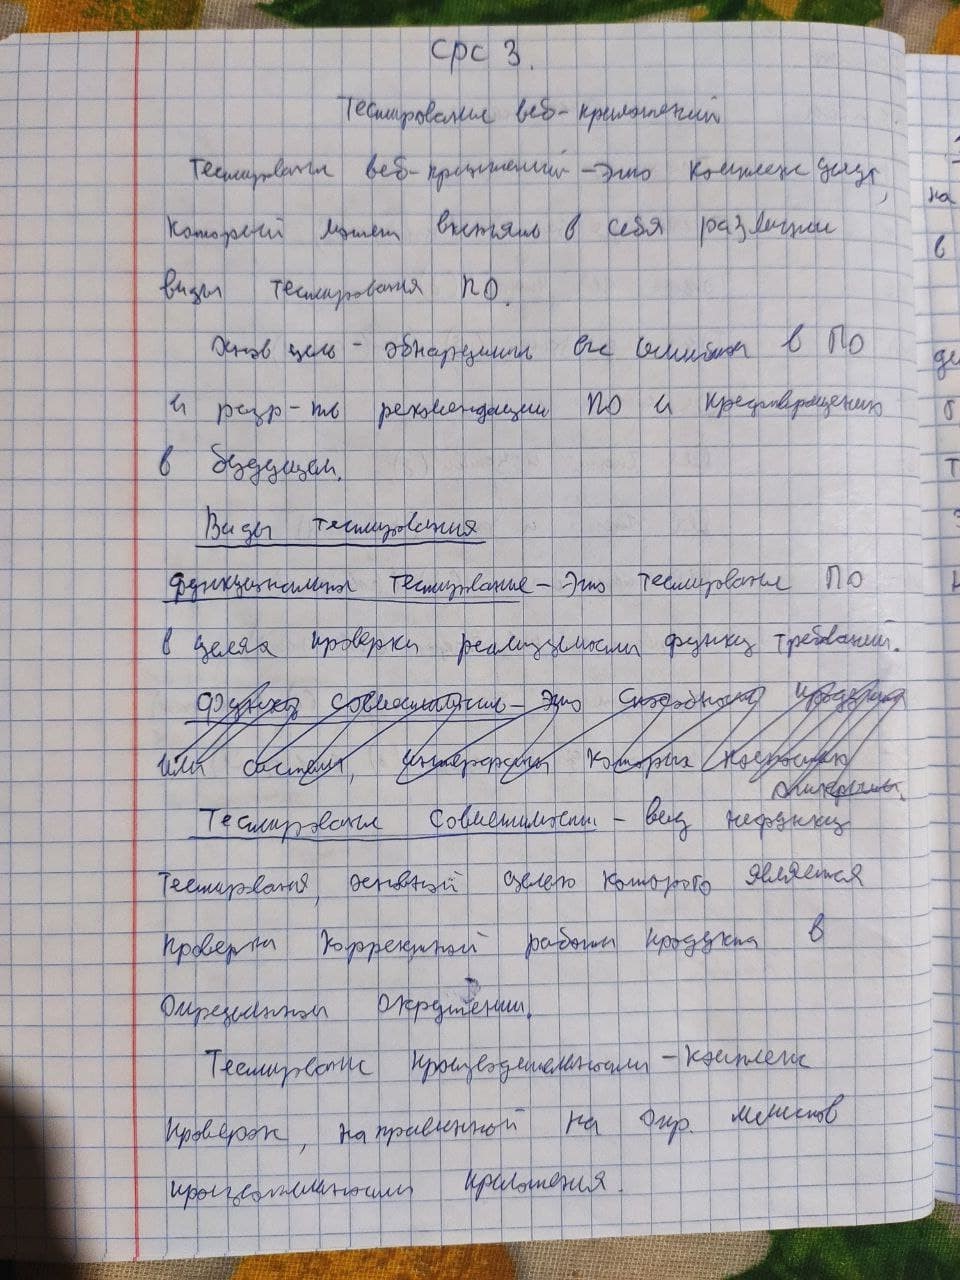 СРС 3.
Тестирование веб-приложений
Тестирование веб-приложений - Это комплекс услуг,
который может включать в себя различные
виды тестирования ПО.
Основ цель - обнаружить все ошибки в ПО
и разр-ть рекомендации ПО и предотвращению
в будущем.
Виды тестирования
Функциональное тестирование - Это тестирование ПО
в целях проверки реализуемости функц требований.
совместимость - это способность продукта
или системы, интерфейсы которых полностью
открыты.
Тестирование совместимости - вид нефункц
тестирования, основной целью которого является
проверка корректной работы продукта в
определенном окружении.
Тестирование производительности - комплекс
проверок, направленной на опр.
производительности приложения.
на
в